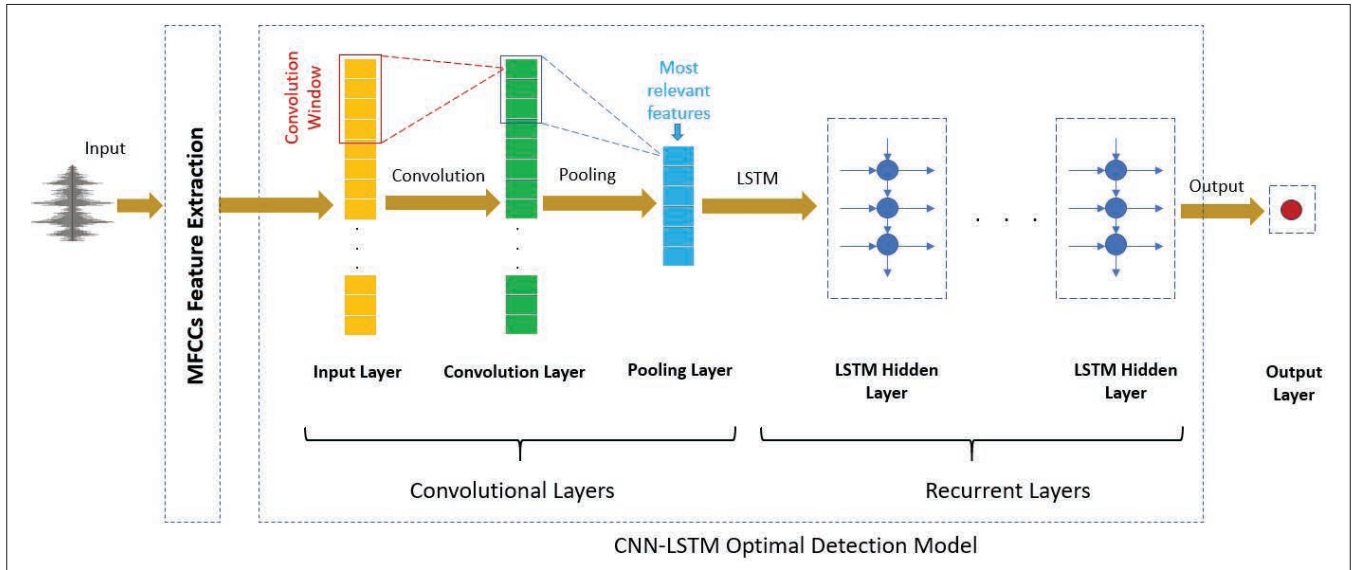 Input
MFCCs Feature Extraction
Convolution
Window
Convolution
Pooling
Most
relevant
features
LSTM
. . .
Output
Input Layer
Convolution Layer
Pooling Layer
LSTM Hidden
Layer
LSTM Hidden
Layer
Output
Layer
Convolutional Layers
Recurrent Layers
CNN-LSTM Optimal Detection Model